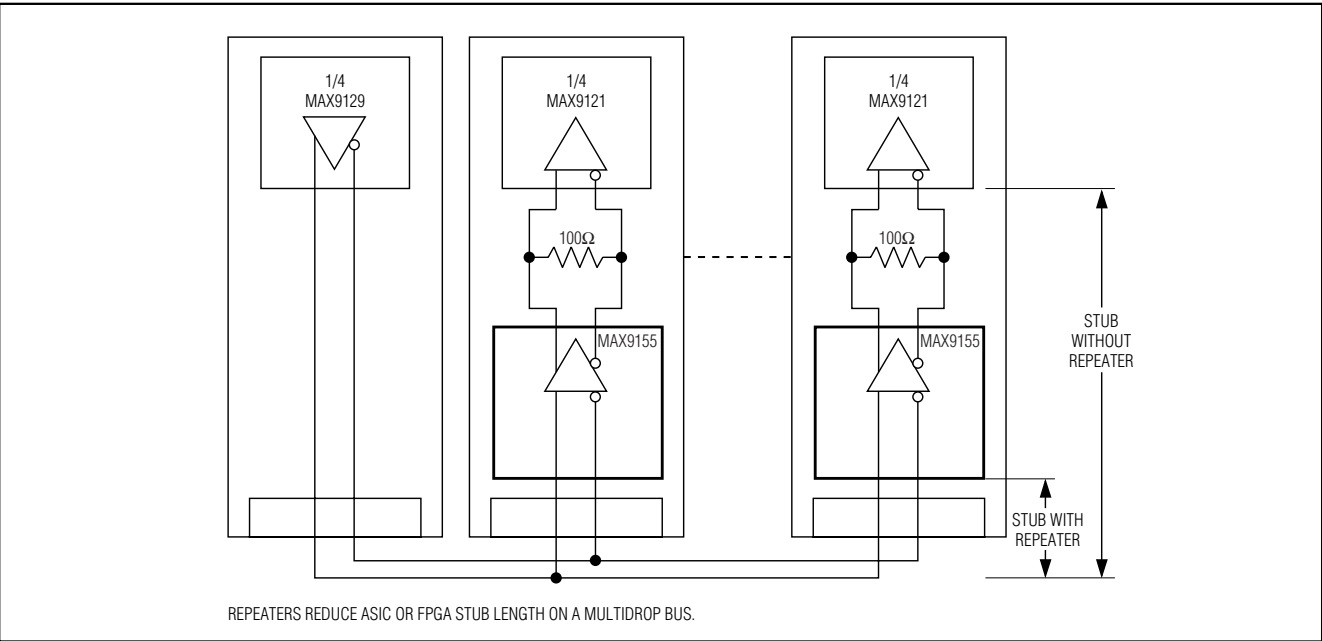 1/4
MAX9129
1/4
MAX9121
1/4
MAX9121
100Ω
100Ω
MAX9155
MAX9155
STUB
WITHOUT
REPEATER
STUB WITH
REPEATER
REPEATERS REDUCE ASIC OR FPGA STUB LENGTH ON A MULTIDROP BUS.